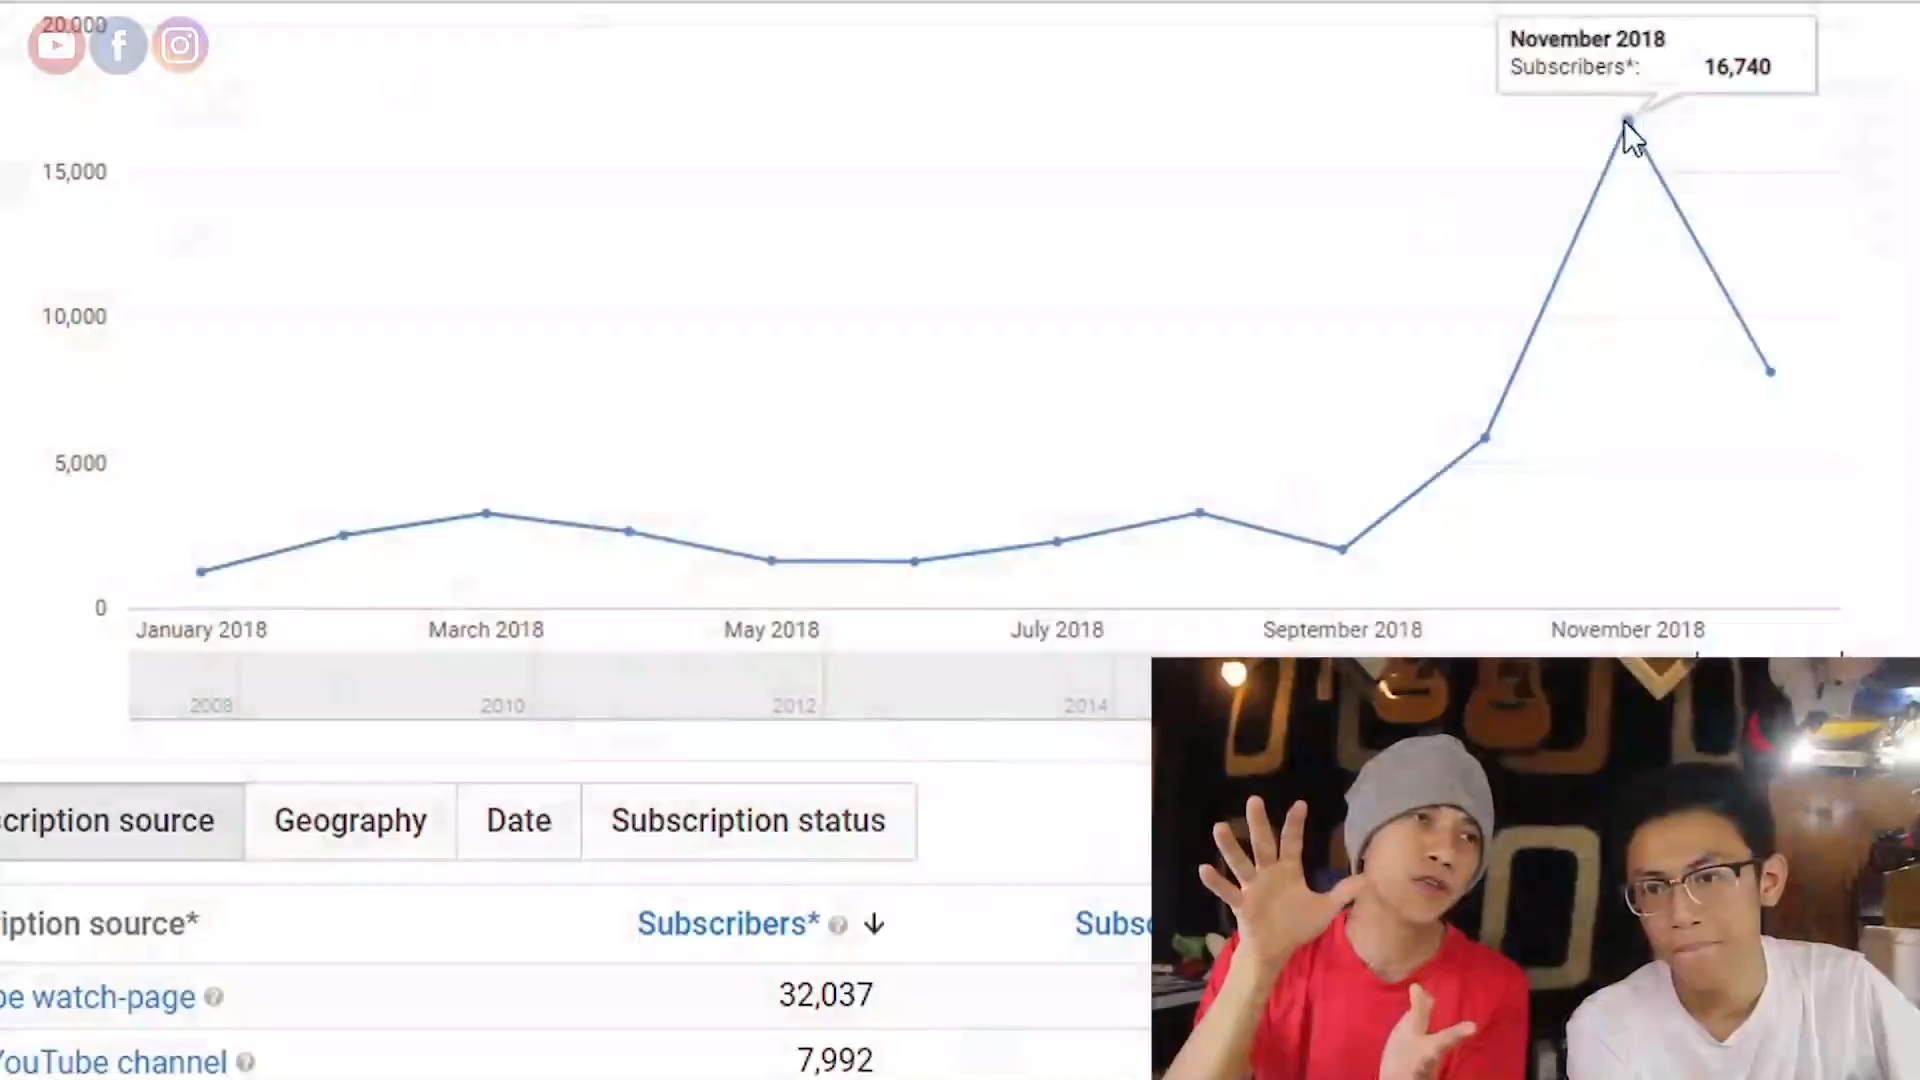 20,000
November 2018
Subscribers*: 16,740
15,000
10,000
5,000
0
January 2018 March 2018 May 2018 July 2018 September 2018 November 2018
2008 2010 2012 2014
cription source Geography Date Subscription status
iption source* Subscribers* Subsc
be watch-page 32,037
YouTube channel 7,992